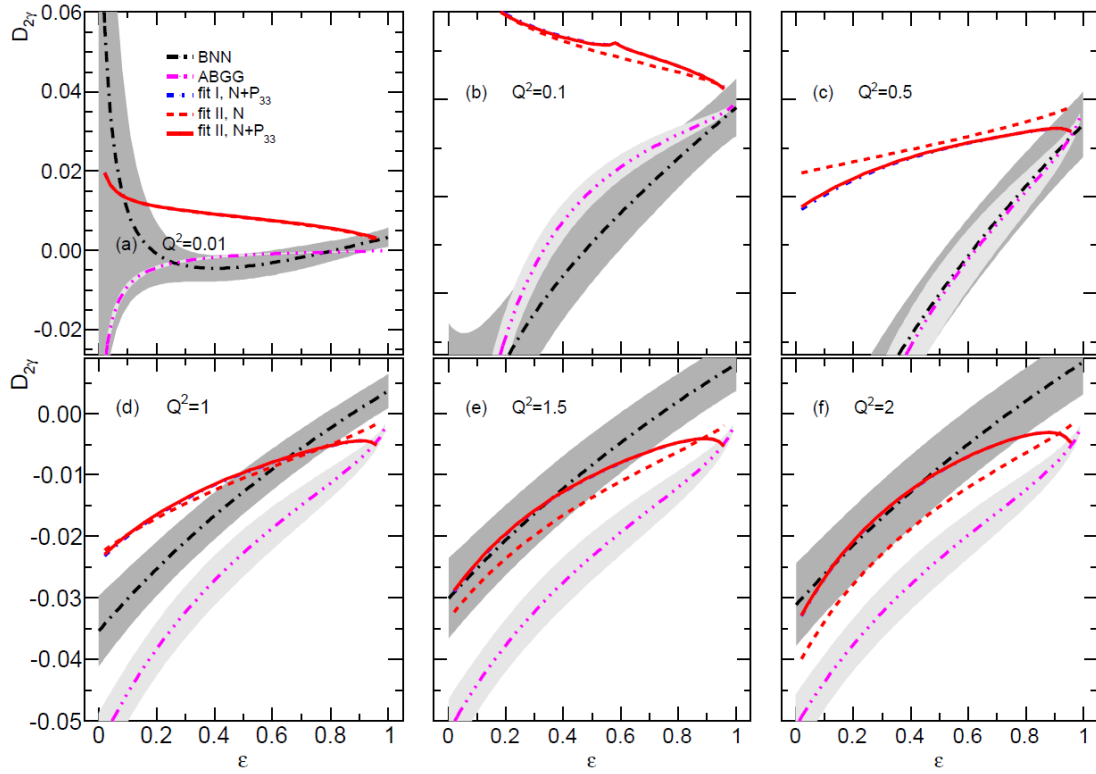 D2γ
0.06
0.04
0.02
0.00
-0.02
BNN
ABGG
fit I, N+P33
fit II, N
fit II, N+P33
(a) Q²=0.01
(b) Q²=0.1
(c) Q²=0.5
D2γ
0.00
-0.01
-0.02
-0.03
-0.04
-0.05
(d) Q²=1
(e) Q²=1.5
(f) Q²=2
0 0.2 0.4 0.6 0.8 1
0 0.2 0.4 0.6 0.8 1
0 0.2 0.4 0.6 0.8 1
ε
ε
ε